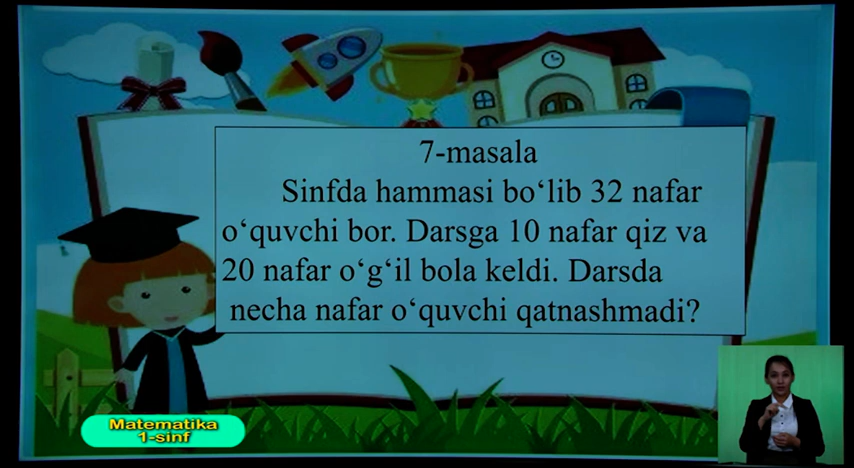 7-masala
Sinfda hammasi bo‘lib 32 nafar
o‘quvchi bor. Darsga 10 nafar qiz va
20 nafar o‘g‘il bola keldi. Darsda
necha nafar o‘quvchi qatnashmadi?
Matematika
1-sinf